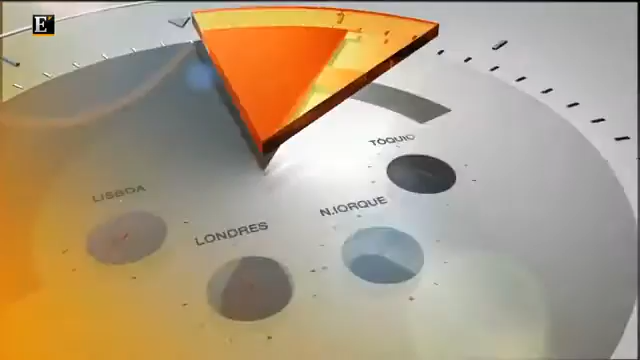 E
TÓQUIO
LISBOA
N.IORQUE
LONDRES